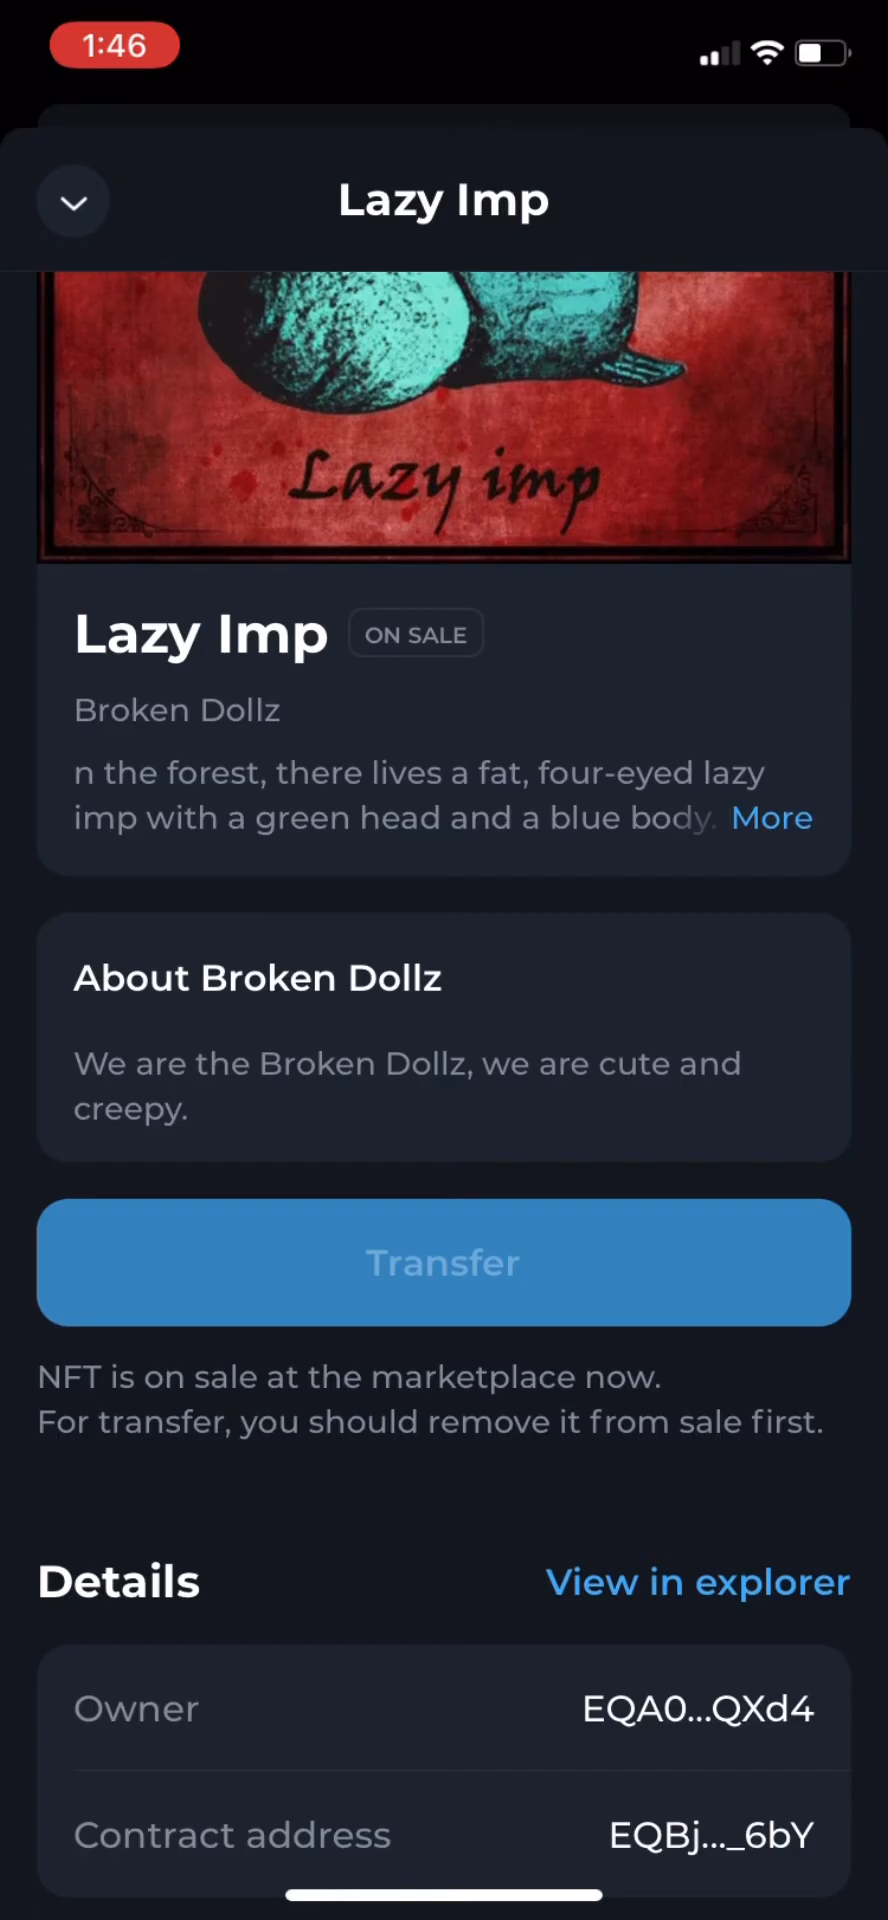 1:46
Lazy Imp
Lazy imp
Lazy Imp ON SALE
Broken Dollz
n the forest, there lives a fat, four-eyed lazy
imp with a green head and a blue body. More
About Broken Dollz
We are the Broken Dollz, we are cute and
creepy.
Transfer
NFT is on sale at the marketplace now.
For transfer, you should remove it from sale first.
Details View in explorer
Owner EQA0...QXd4
Contract address EQBj..._6bY